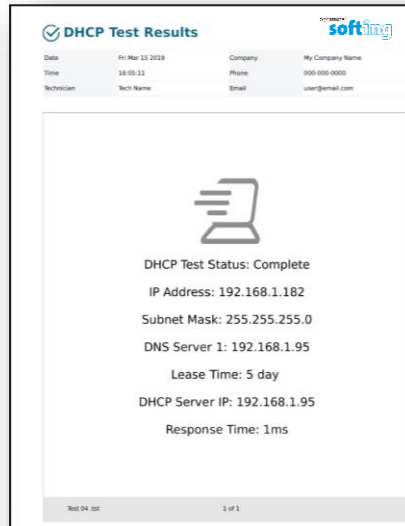 DHCP Test Results
softing
Date Fri Mar 15 2019 Company My Company Name
Time 16:05:11 Phone 000-000-0000
Technician Tech Name Email user@email.com
DHCP Test Status: Complete
IP Address: 192.168.1.182
Subnet Mask: 255.255.255.0
DNS Server 1: 192.168.1.95
Lease Time: 5 day
DHCP Server IP: 192.168.1.95
Response Time: 1ms
Test 04 .tst 1 of 1